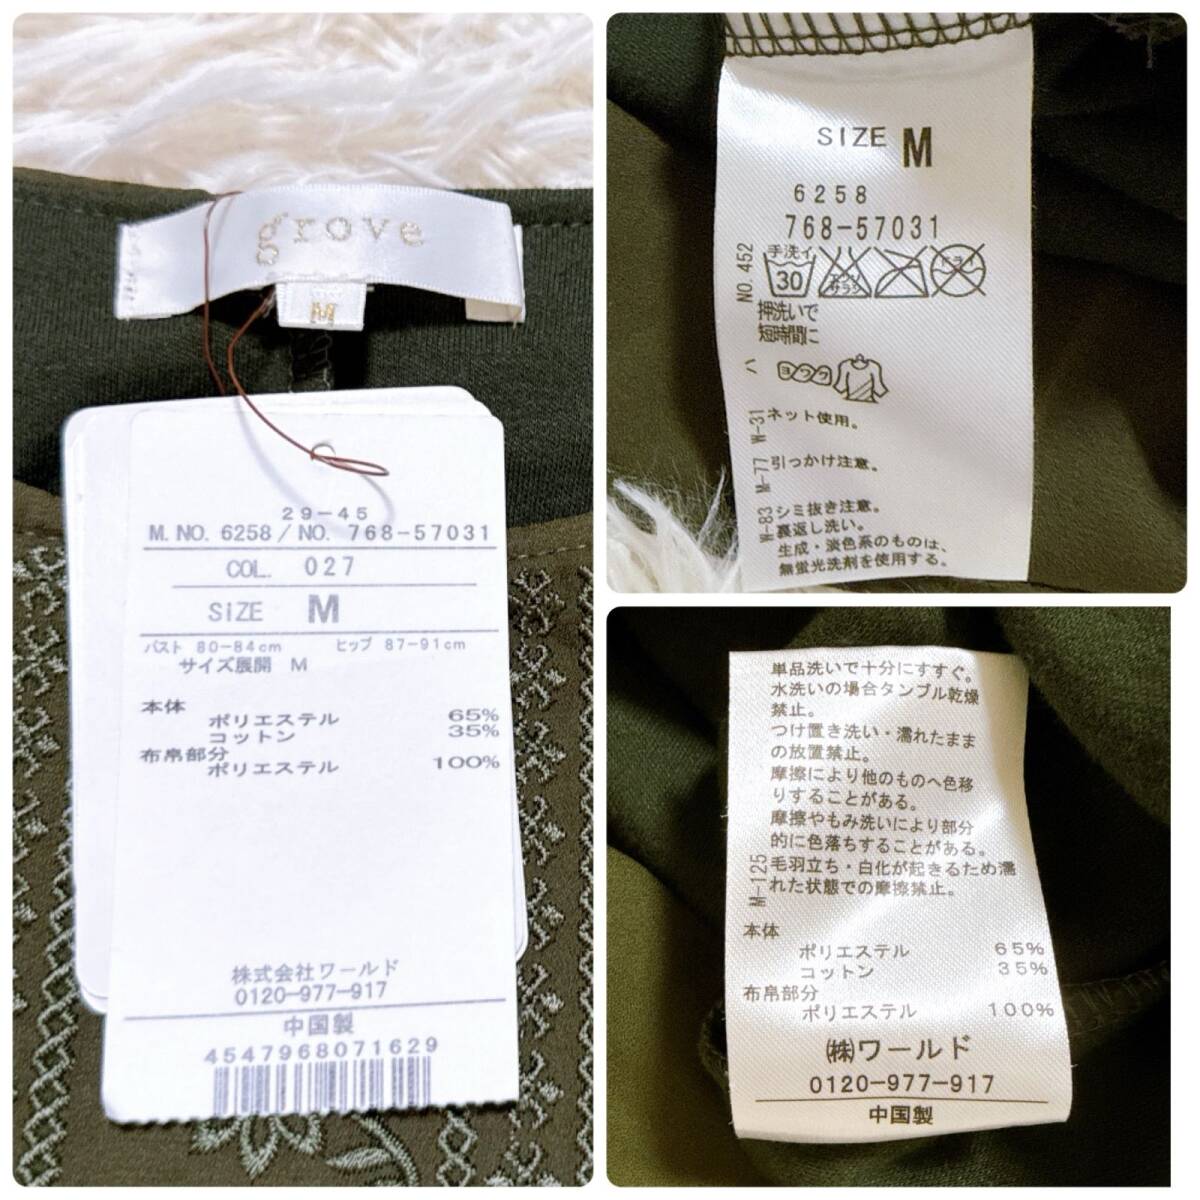 grove
M
29-45
M. NO. 6258/NO. 768-57031
COL. 027
SIZE M
バスト 80-84cm ヒップ 87-91cm
サイズ展開 M
本体
ポリエステル 65%
コットン 35%
布帛部分
ポリエステル 100%
株式会社ワールド
0120-977-917
中国製
4547968071629
SIZE M
6258
768-57031
NO. 452
手洗イ
30
エンソ
サラシ
ドライ
押洗いで
短時間に
ハ
ヨワク
W-31 ネット使用。
M-77 引っかけ注意。
W-83 シミ抜き注意。
裏返し洗い。
生成・淡色系のものは、
無蛍光洗剤を使用する。
単品洗いで十分にすすぐ。
水洗いの場合タンブル乾燥
禁止。
つけ置き洗い・濡れたまま
の放置禁止。
摩擦により他のものへ色移
りすることがある。
摩擦やもみ洗いにより部分
的に色落ちすることがある。
M-125 毛羽立ち・白化が起きるため濡
れた状態での摩擦禁止。
本体
ポリエステル 65%
コットン 35%
布帛部分
ポリエステル 100%
㈱ワールド
0120-977-917
中国製